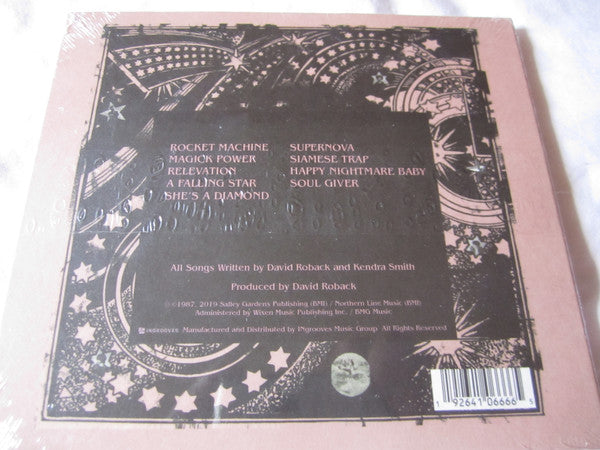 ROCKET MACHINE
MAGICK POWER
RELEVATION
A FALLING STAR
SHE'S A DIAMOND
SUPERNOVA
SIAMESE TRAP
HAPPY NIGHTMARE BABY
SOUL GIVER
All Songs Written by David Roback and Kendra Smith
Produced by David Roback
©1987, 2019 Salley Gardens Publishing (BMI) / Northern Line Music (BMI)
Administered by Wixen Music Publishing Inc. / BMG Music
INGROOVES Manufactured and Distributed by INgrooves Music Group All Rights Reserved
1 92641 06666 5